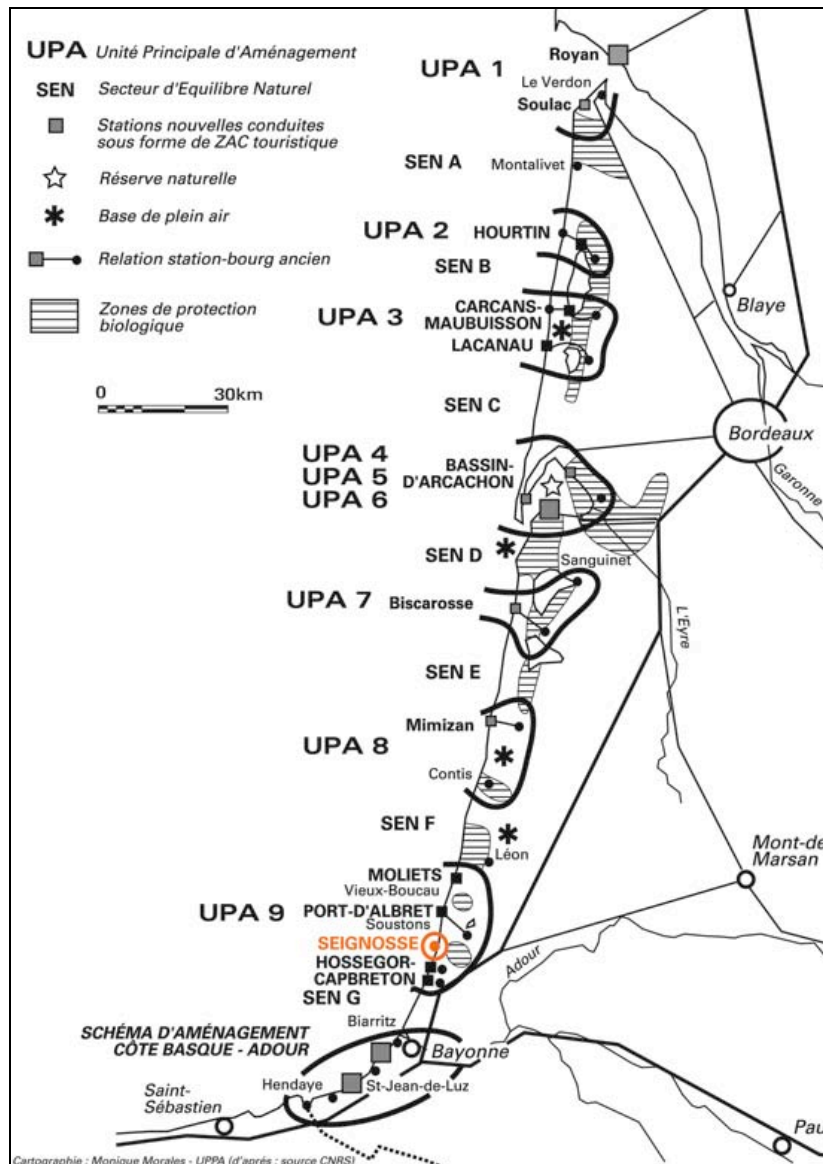 UPA Unité Principale d'Aménagement
SEN Secteur d'Equilibre Naturel
Stations nouvelles conduites
sous forme de ZAC touristique
Réserve naturelle
Base de plein air
Relation station-bourg ancien
Zones de protection
biologique
0 30km
Royan
UPA 1
Le Verdon
Soulac
SEN A
Montalivet
UPA 2
HOURTIN
SEN B
Blaye
UPA 3
CARCANS-
MAUBUISSON
LACANAU
SEN C
Bordeaux
Garonne
UPA 4
UPA 5
UPA 6
BASSIN-
D'ARCACHON
SEN D
Sanguinet
UPA 7
Biscarosse
L'Eyre
SEN E
Mimizan
UPA 8
Contis
SEN F
Léon
Mont-de
Marsan
MOLIETS
Vieux-Boucau
UPA 9
PORT-D'ALBRET
Soustons
SEIGNOSSE
HOSSEGOR-
CAPBRETON
SEN G
Adour
Biarritz
SCHÉMA D'AMÉNAGEMENT
CÔTE BASQUE - ADOUR
Bayonne
Hendaye
St-Jean-de-Luz
Saint-
Sébastien
Pau
Cartographie : Monique Morales - UPPA (d'après : source CNRS)